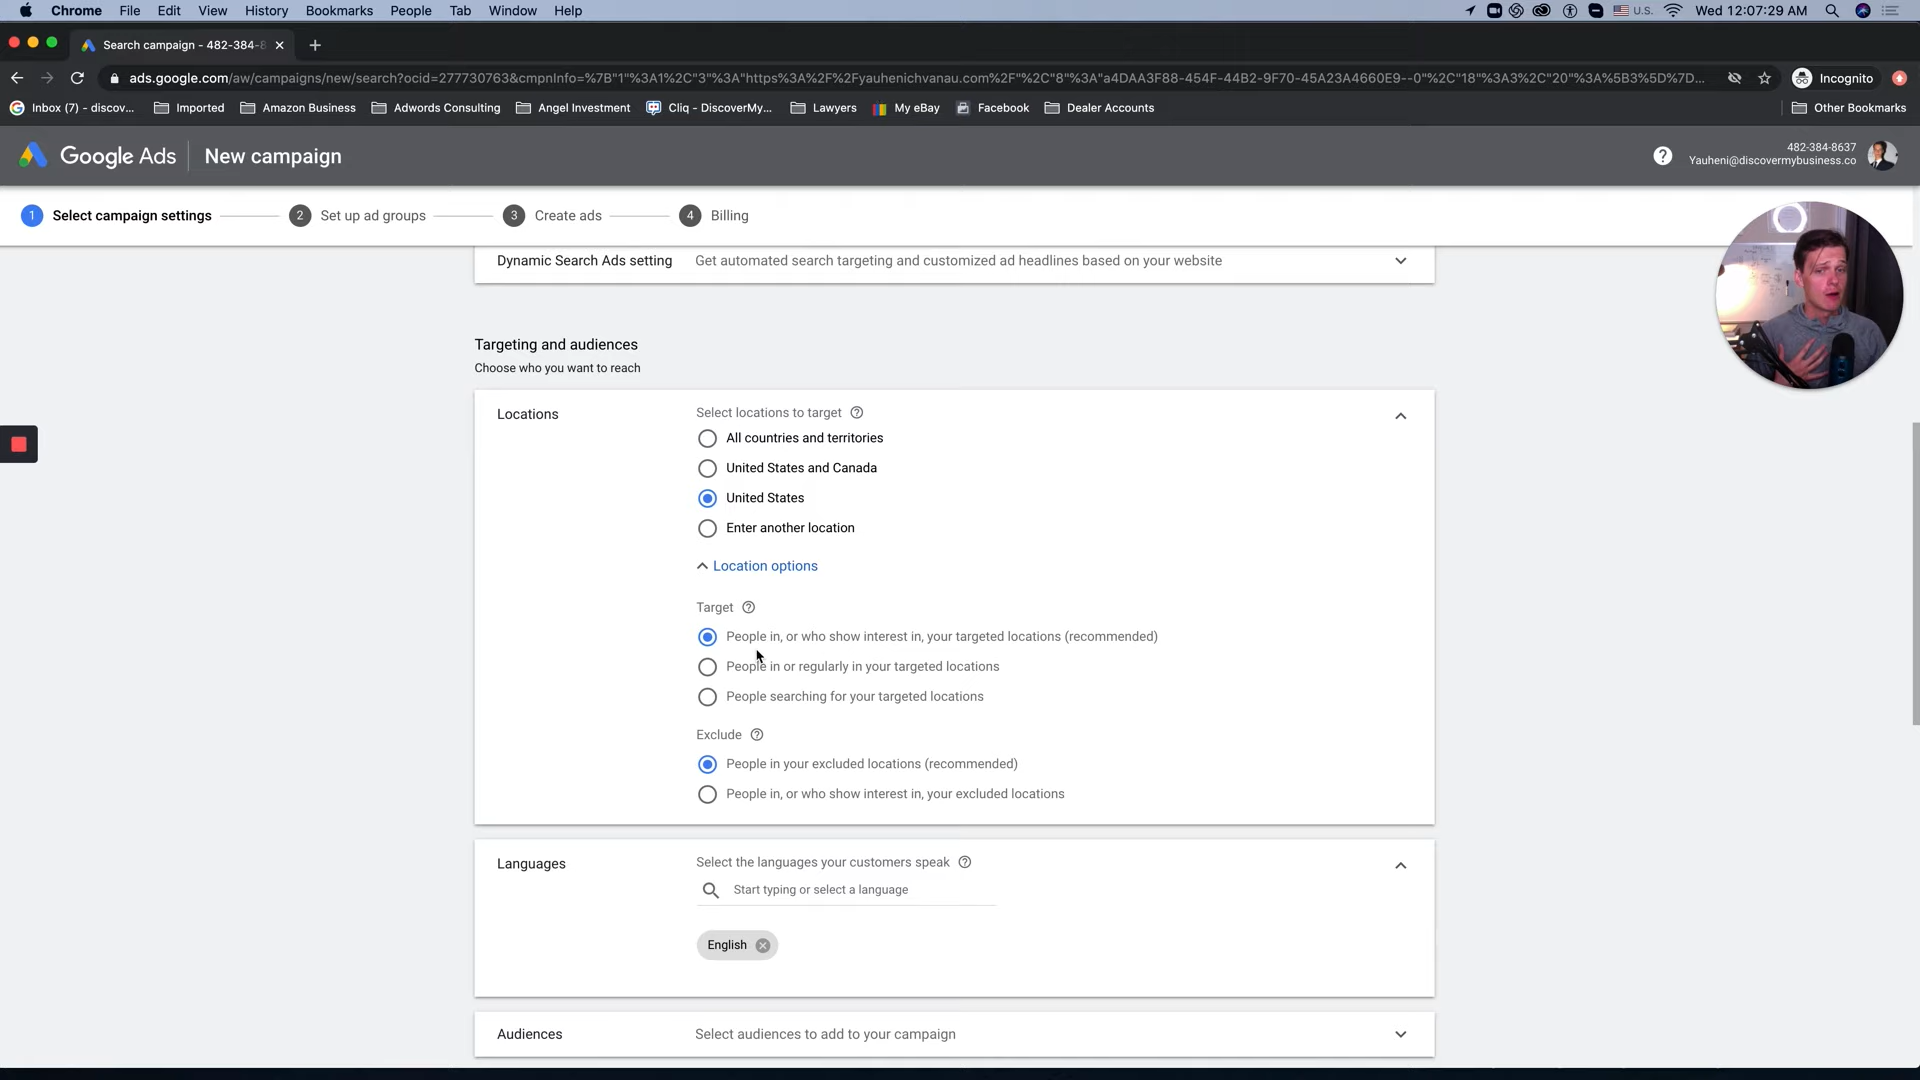 Chrome File Edit View History Bookmarks People Tab Window Help
U.S. Wed 12:07:29 AM
Search campaign - 482-384-8
ads.google.com/aw/campaigns/new/search?ocid=277730763&cmpnInfo=%7B"1"%3A1%2C"3"%3A"https%3A%2F%2Fyauhenichvanau.com%2F"%2C"8"%3A"a4DAA3F88-454F-44B2-9F70-45A23A4660E9--0"%2C"18"%3A3%2C"20"%3A%5B3%5D%7D...
Incognito
Inbox (7) - discov... Imported Amazon Business Adwords Consulting Angel Investment Cliq - DiscoverMy... Lawyers My eBay Facebook Dealer Accounts Other Bookmarks
Google Ads New campaign
482-384-8637
Yauheni@discovermybusiness.co
1 Select campaign settings 2 Set up ad groups 3 Create ads 4 Billing
Dynamic Search Ads setting Get automated search targeting and customized ad headlines based on your website
Targeting and audiences
Choose who you want to reach
Locations Select locations to target
All countries and territories
United States and Canada
United States
Enter another location
Location options
Target
People in, or who show interest in, your targeted locations (recommended)
People in or regularly in your targeted locations
People searching for your targeted locations
Exclude
People in your excluded locations (recommended)
People in, or who show interest in, your excluded locations
Languages Select the languages your customers speak
Start typing or select a language
English
Audiences Select audiences to add to your campaign